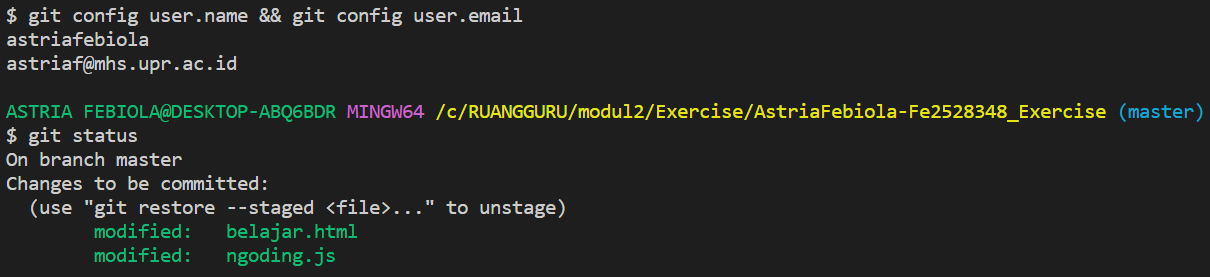 $ git config user.name && git config user.email
astriafebiola
astriaf@mhs.upr.ac.id
ASTRIA FEBIOLA@DESKTOP-ABQ6BDR MINGW64 /c/RUANGGURU/modul2/Exercise/AstriaFebiola-Fe2528348_Exercise (master)
$ git status
On branch master
Changes to be committed:
  (use "git restore --staged <file>..." to unstage)
        modified:   belajar.html
        modified:   ngoding.js